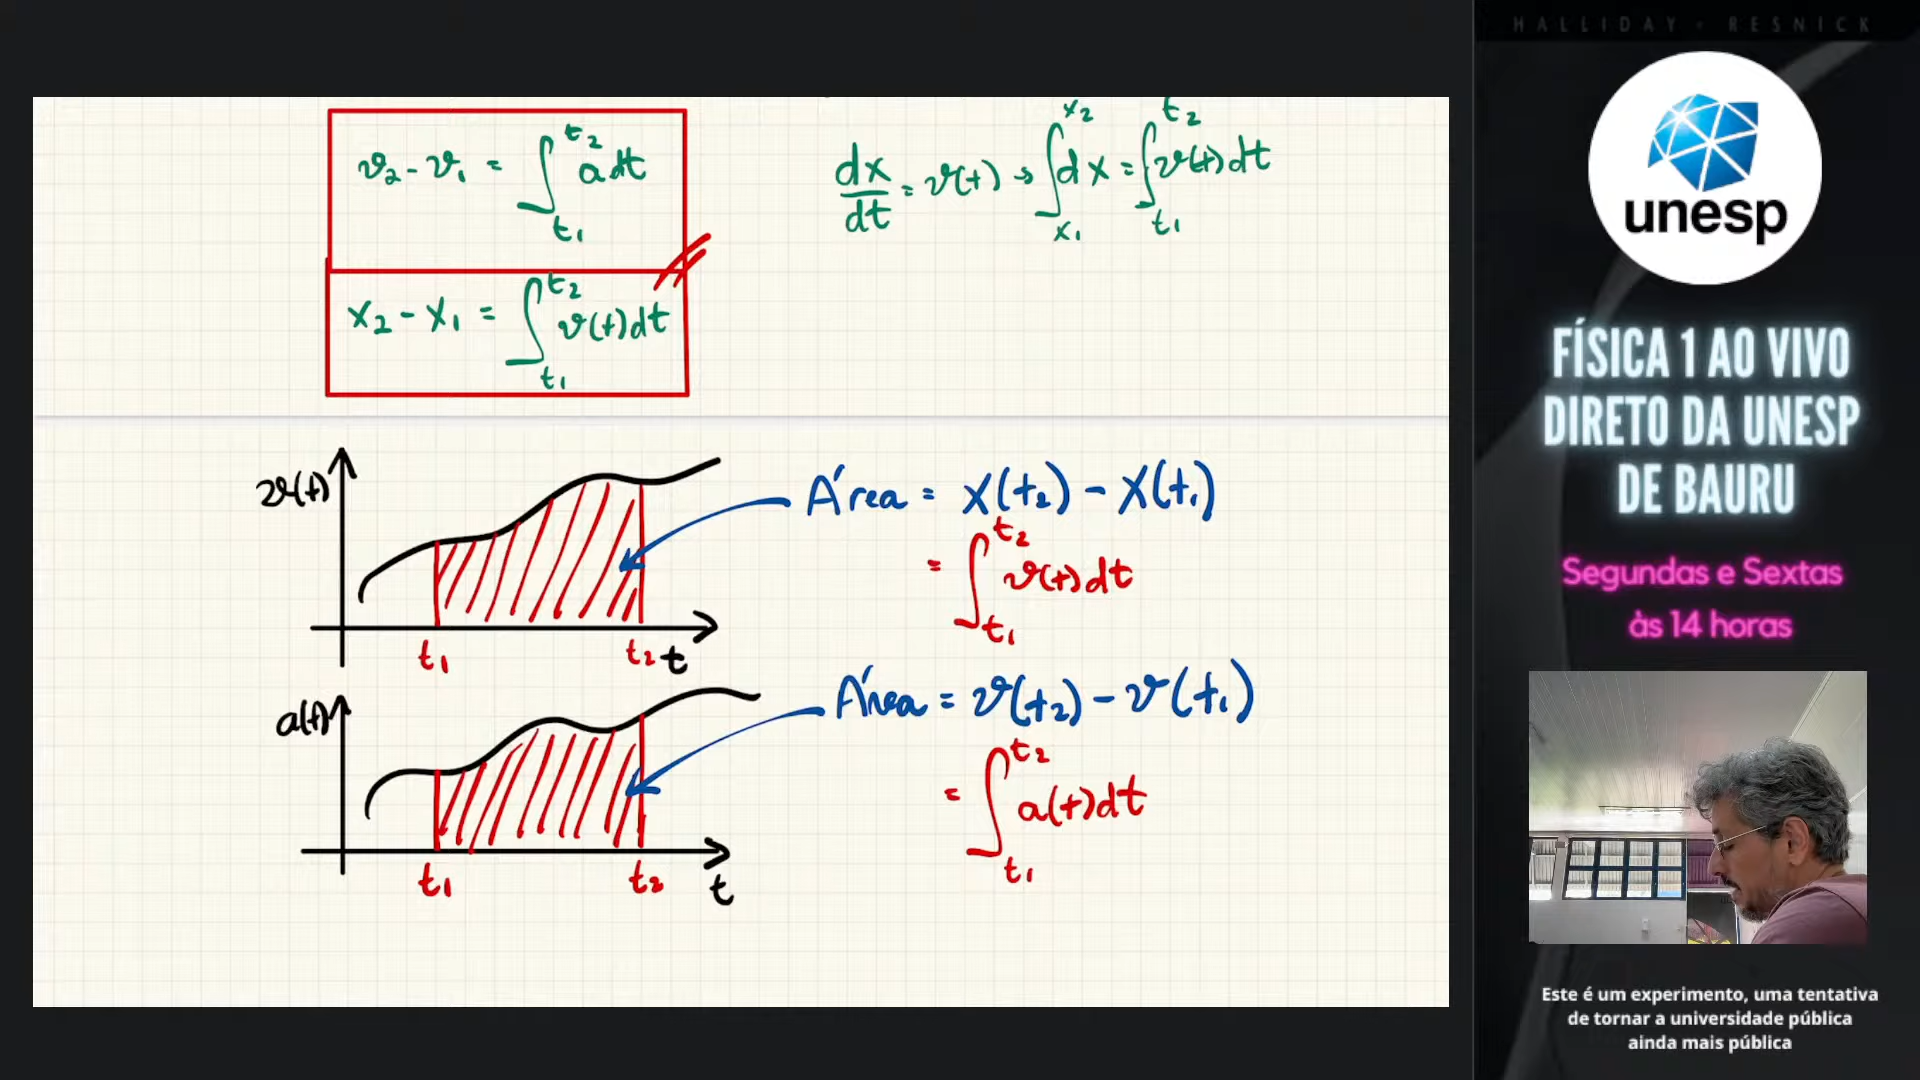 v₂ - v₁ = ∫_{t₁}^{t₂} a dt
dx/dt = v(t) → ∫_{x₁}^{x₂} dx = ∫_{t₁}^{t₂} v(t) dt
x₂ - x₁ = ∫_{t₁}^{t₂} v(t) dt
v(t)
t₁ t₂ t
Área = X(t₂) - X(t₁)
= ∫_{t₁}^{t₂} v(t) dt
a(t)
t₁ t₂ t
Área = v(t₂) - v(t₁)
= ∫_{t₁}^{t₂} a(t) dt
HALLIDAY • RESNICK
unesp
FÍSICA 1 AO VIVO
DIRETO DA UNESP
DE BAURU
Segundas e Sextas
às 14 horas
Este é um experimento, uma tentativa
de tornar a universidade pública
ainda mais pública